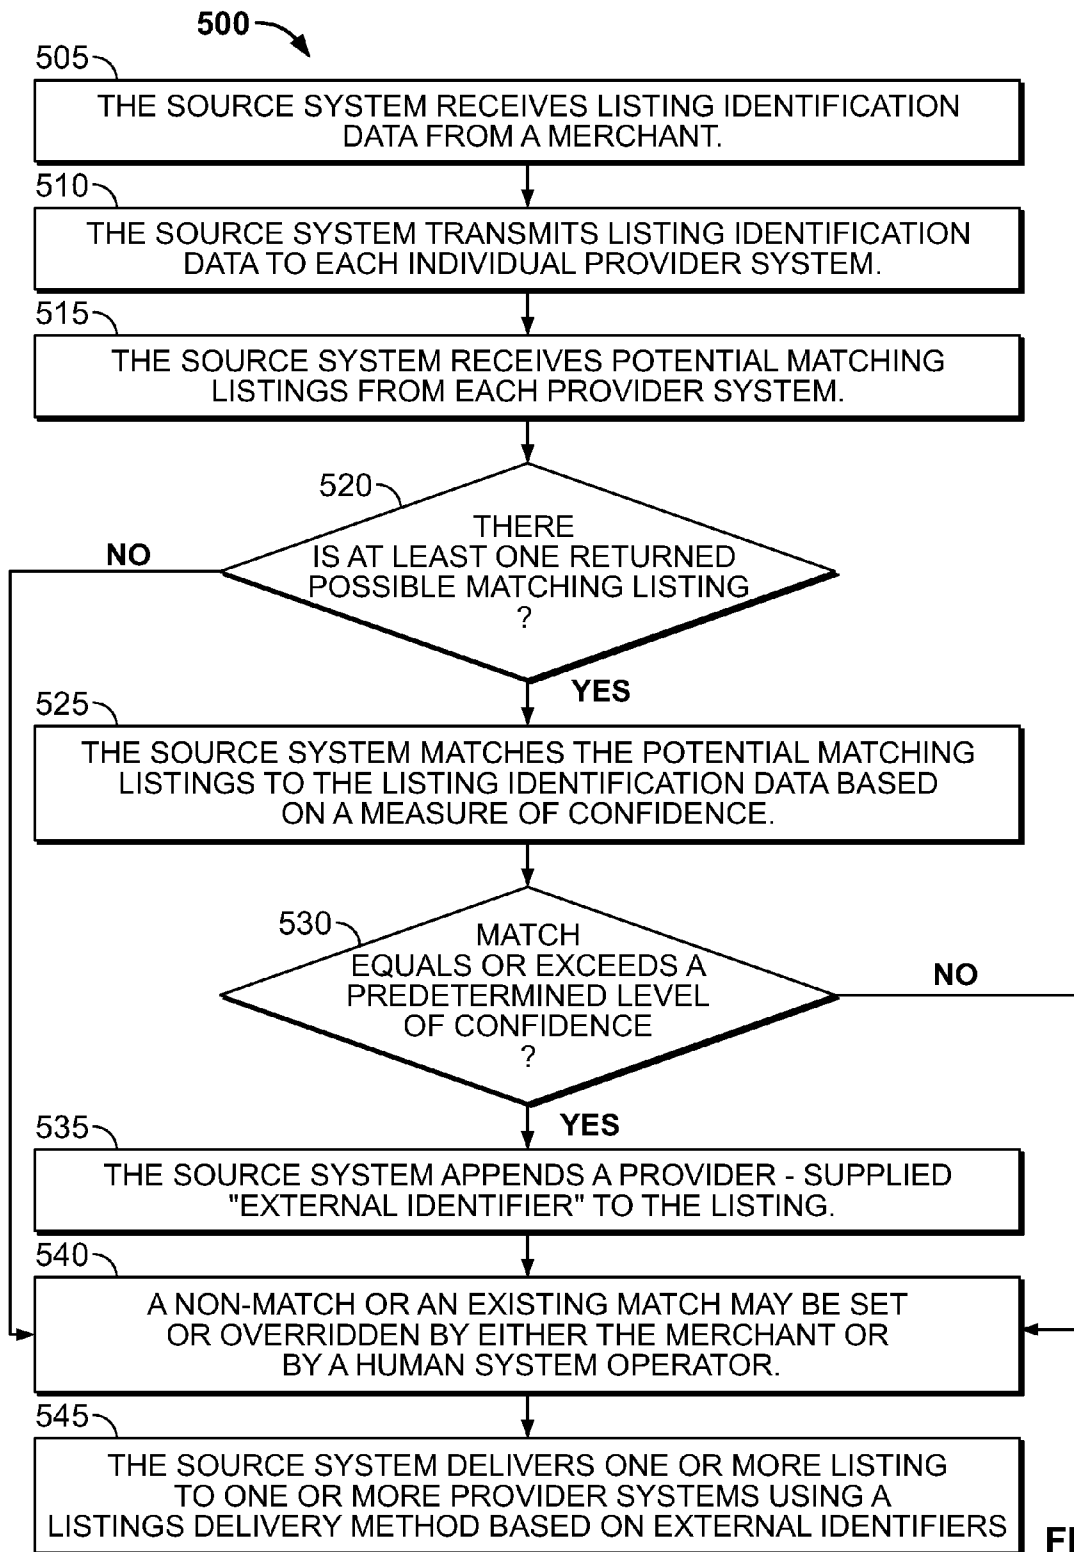 500
505
THE SOURCE SYSTEM RECEIVES LISTING IDENTIFICATION
DATA FROM A MERCHANT.
510
THE SOURCE SYSTEM TRANSMITS LISTING IDENTIFICATION
DATA TO EACH INDIVIDUAL PROVIDER SYSTEM.
515
THE SOURCE SYSTEM RECEIVES POTENTIAL MATCHING
LISTINGS FROM EACH PROVIDER SYSTEM.
520
THERE
IS AT LEAST ONE RETURNED
POSSIBLE MATCHING LISTING
?
NO
YES
525
THE SOURCE SYSTEM MATCHES THE POTENTIAL MATCHING
LISTINGS TO THE LISTING IDENTIFICATION DATA BASED
ON A MEASURE OF CONFIDENCE.
530
MATCH
EQUALS OR EXCEEDS A
PREDETERMINED LEVEL
OF CONFIDENCE
?
NO
YES
535
THE SOURCE SYSTEM APPENDS A PROVIDER - SUPPLIED
"EXTERNAL IDENTIFIER" TO THE LISTING.
540
A NON-MATCH OR AN EXISTING MATCH MAY BE SET
OR OVERRIDDEN BY EITHER THE MERCHANT OR
BY A HUMAN SYSTEM OPERATOR.
545
THE SOURCE SYSTEM DELIVERS ONE OR MORE LISTING
TO ONE OR MORE PROVIDER SYSTEMS USING A
LISTINGS DELIVERY METHOD BASED ON EXTERNAL IDENTIFIERS